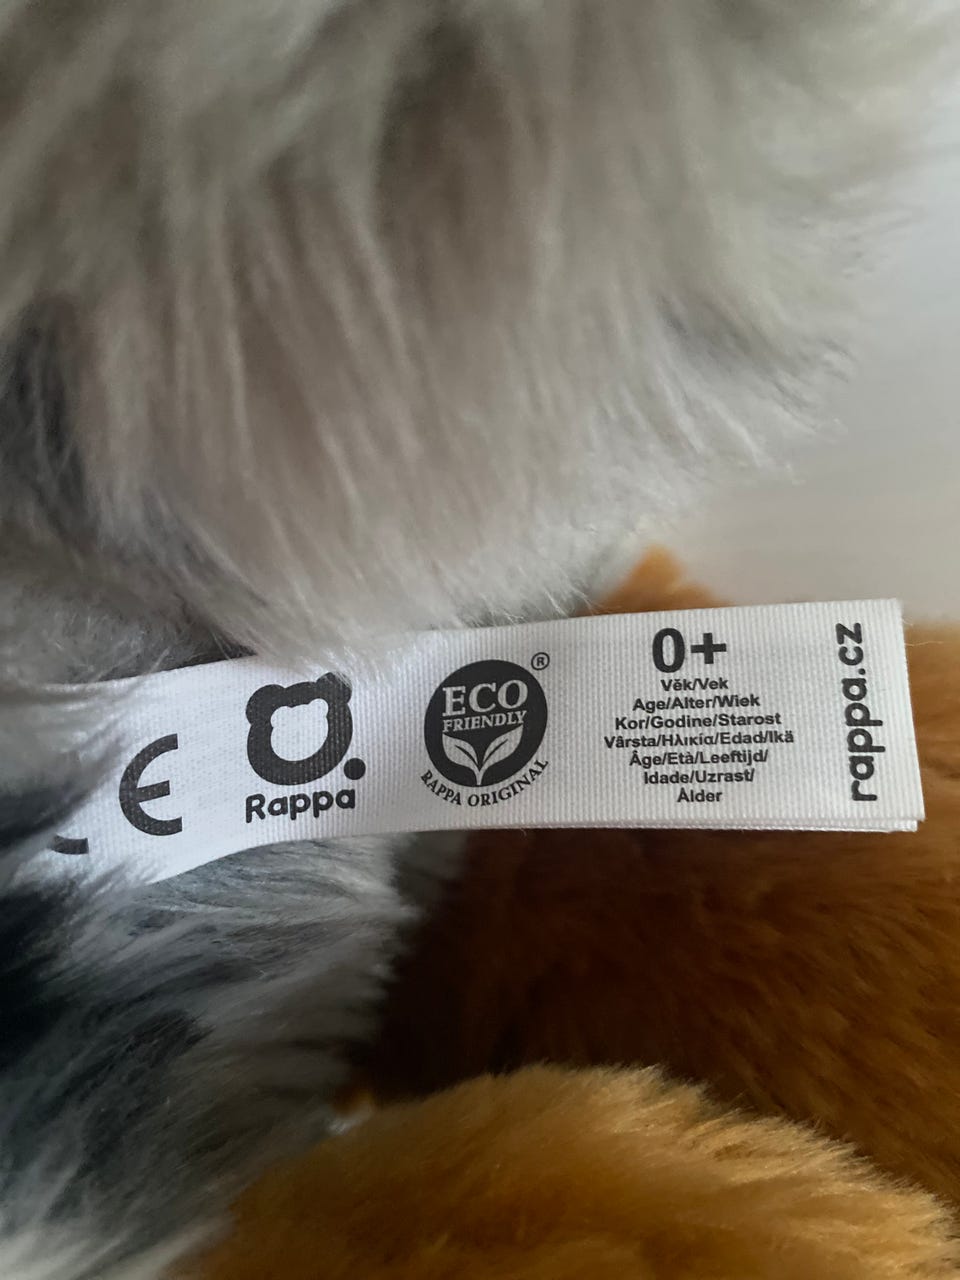 CE
Rappa
ECO
FRIENDLY
®
RAPPA ORIGINAL
0+
Věk/Vek
Age/Alter/Wiek
Kor/Godine/Starost
Vârsta/Ηλικία/Edad/Ikä
Âge/Età/Leeftijd/
Idade/Uzrast/
Ålder
rappa.cz